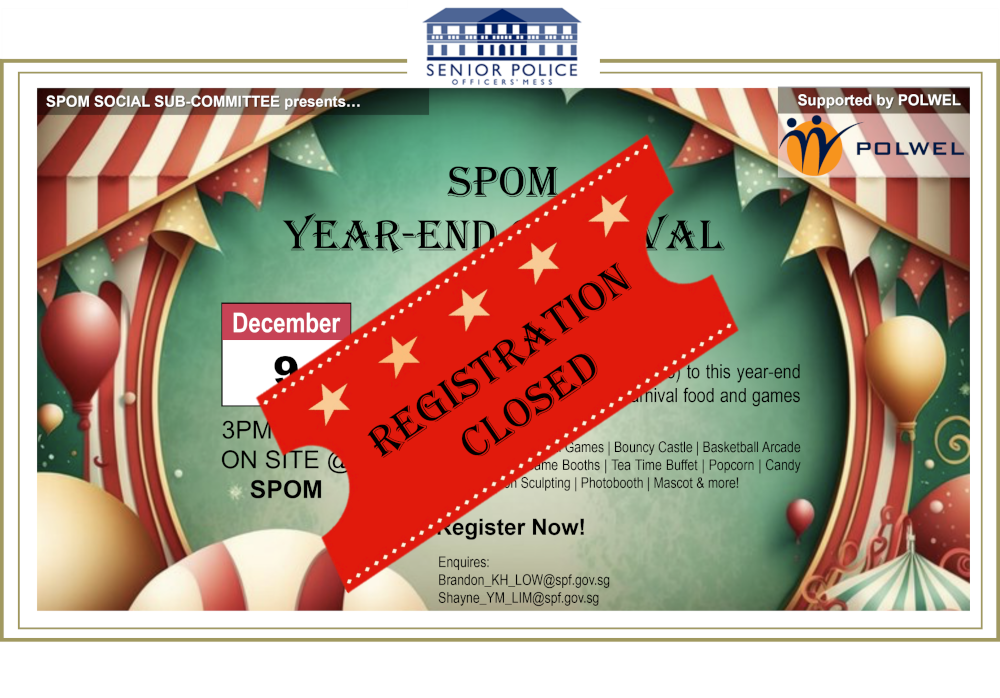 SENIOR POLICE
OFFICERS' MESS
SPOM SOCIAL SUB-COMMITTEE presents...
Supported by POLWEL
POLWEL
SPOM
YEAR-END VAL
December
9
3PM
ON SITE @
SPOM
REGISTRATION
CLOSED
to this year-end
food and games
Games | Bouncy Castle | Basketball Arcade
Booths | Tea Time Buffet | Popcorn | Candy
Sculpting | Photobooth | Mascot & more!
Register Now!
Enquires:
Brandon_KH_LOW@spf.gov.sg
Shayne_YM_LIM@spf.gov.sg